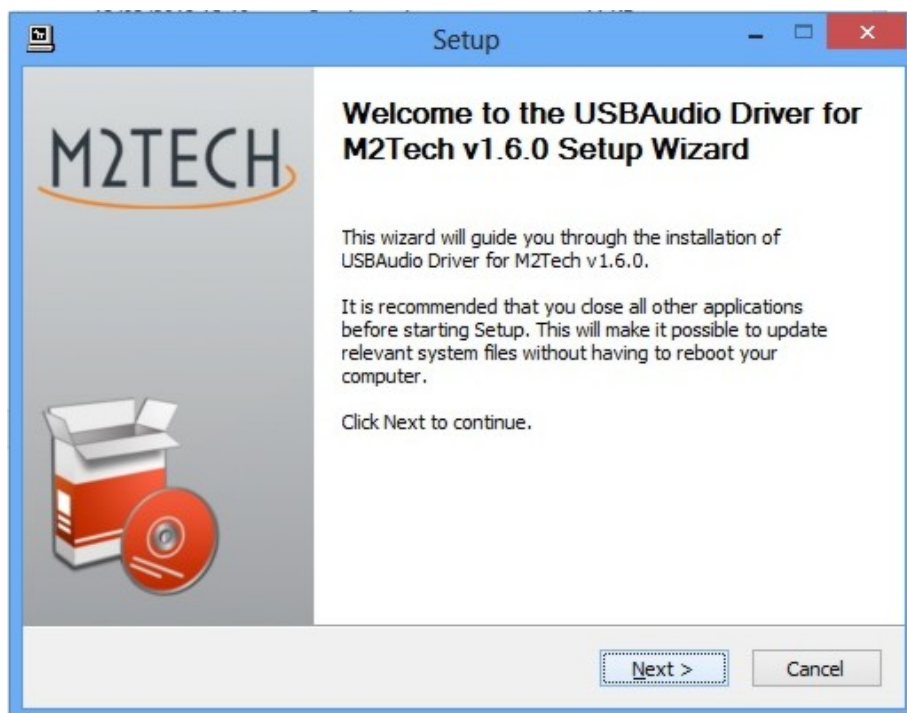 Setup
M2TECH
Welcome to the USBAudio Driver for
M2Tech v1.6.0 Setup Wizard
This wizard will guide you through the installation of
USBAudio Driver for M2Tech v1.6.0.
It is recommended that you close all other applications
before starting Setup. This will make it possible to update
relevant system files without having to reboot your
computer.
Click Next to continue.
Next >
Cancel